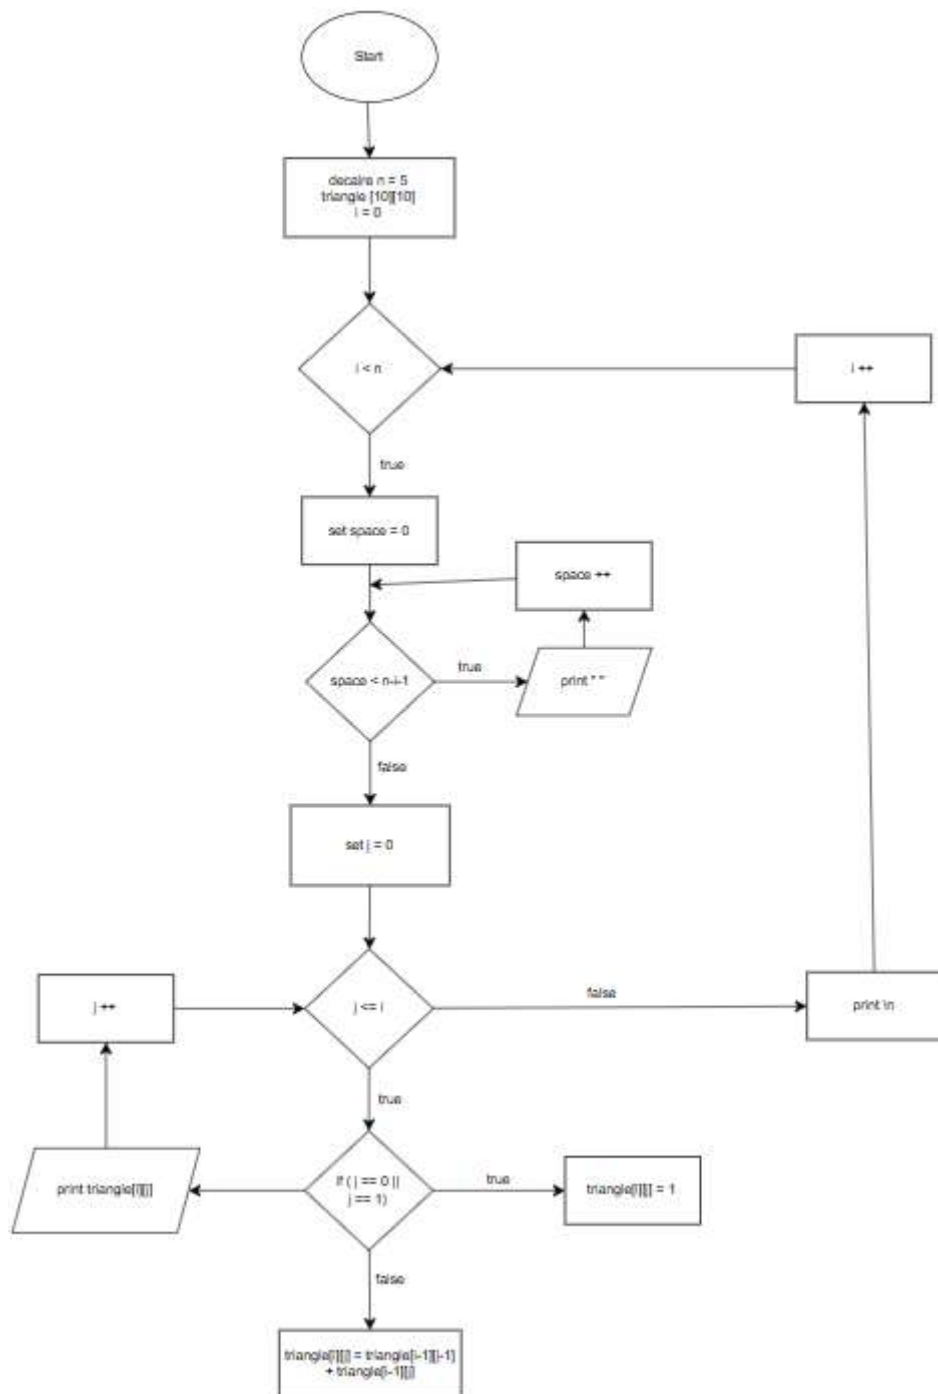 Start
decalre n = 5
triangle [10][10]
i = 0
i < n
i ++
true
set space = 0
space ++
space < n-i-1
true
print " "
false
set j = 0
j ++
j <= i
false
print \n
true
print triangle[i][j]
if ( j == 0 ||
j == 1)
true
triangle[i][j] = 1
false
triangle[i][j] = triangle[i-1][j-1]
+ triangle[i-1][j]